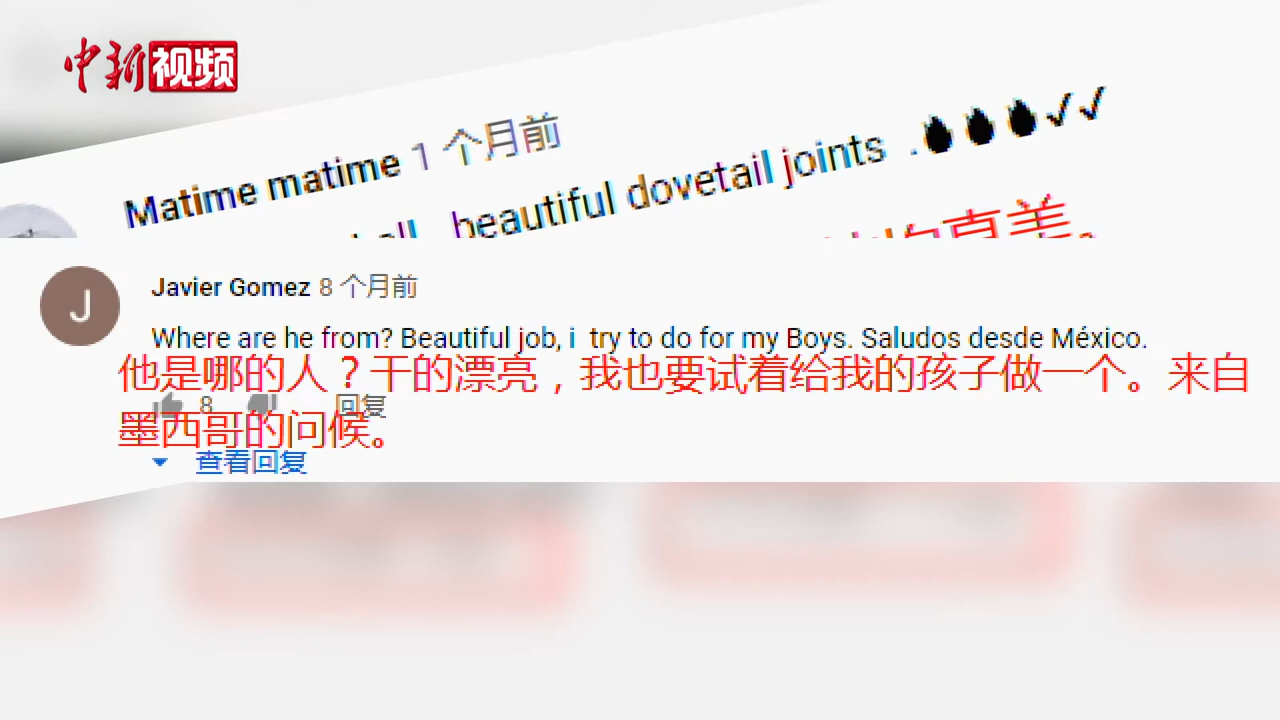 中新视频
Matime matime 1 个月前
all beautiful dovetail joints .
真美。
Javier Gomez 8 个月前
Where are he from? Beautiful job, i try to do for my Boys. Saludos desde México.
他是哪的人？干的漂亮，我也要试着给我的孩子做一个。来自
8 回复
墨西哥的问候。
查看回复